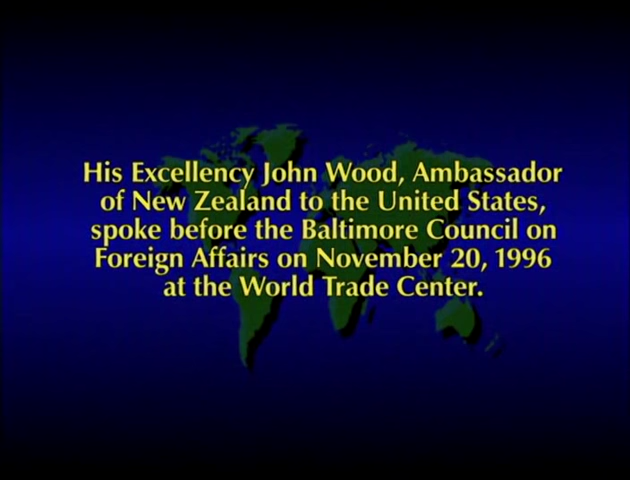 His Excellency John Wood, Ambassador
of New Zealand to the United States,
spoke before the Baltimore Council on
Foreign Affairs on November 20, 1996
at the World Trade Center.